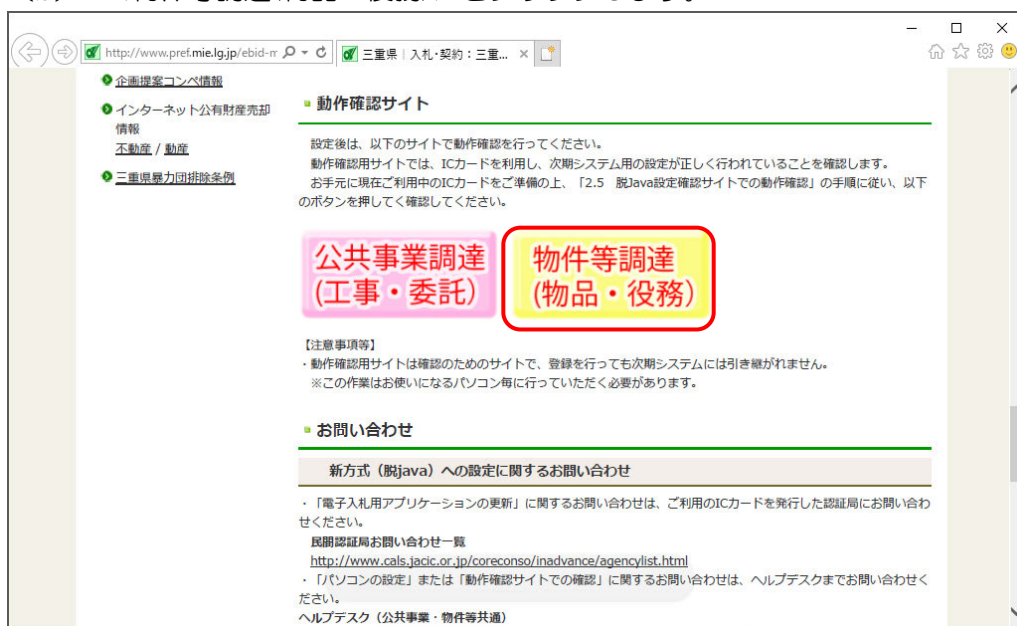 http://www.pref.mie.lg.jp/ebid-m
三重県｜入札・契約：三重...
企画提案コンペ情報
インターネット公有財産売却
情報
不動産 / 動産
三重県暴力団排除条例
動作確認サイト
設定後は、以下のサイトで動作確認を行ってください。
動作確認用サイトでは、ICカードを利用し、次期システム用の設定が正しく行われていることを確認します。
お手元に現在ご利用中のICカードをご準備の上、「2.5　脱Java設定確認サイトでの動作確認」の手順に従い、以下
のボタンを押してく確認してください。
公共事業調達
(工事・委託)
物件等調達
(物品・役務)
【注意事項等】
・動作確認用サイトは確認のためのサイトで、登録を行っても次期システムには引き継がれません。
※この作業はお使いになるパソコン毎に行っていただく必要があります。
お問い合わせ
新方式（脱java）への設定に関するお問い合わせ
・「電子入札用アプリケーションの更新」に関するお問い合わせは、ご利用のICカードを発行した認証局にお問い合わ
せください。
民間認証局お問い合わせ一覧
http://www.cals.jacic.or.jp/coreconso/inadvance/agencylist.html
・「パソコンの設定」または「動作確認サイトでの確認」に関するお問い合わせは、ヘルプデスクまでお問い合わせく
ださい。
ヘルプデスク（公共事業・物件等共通）